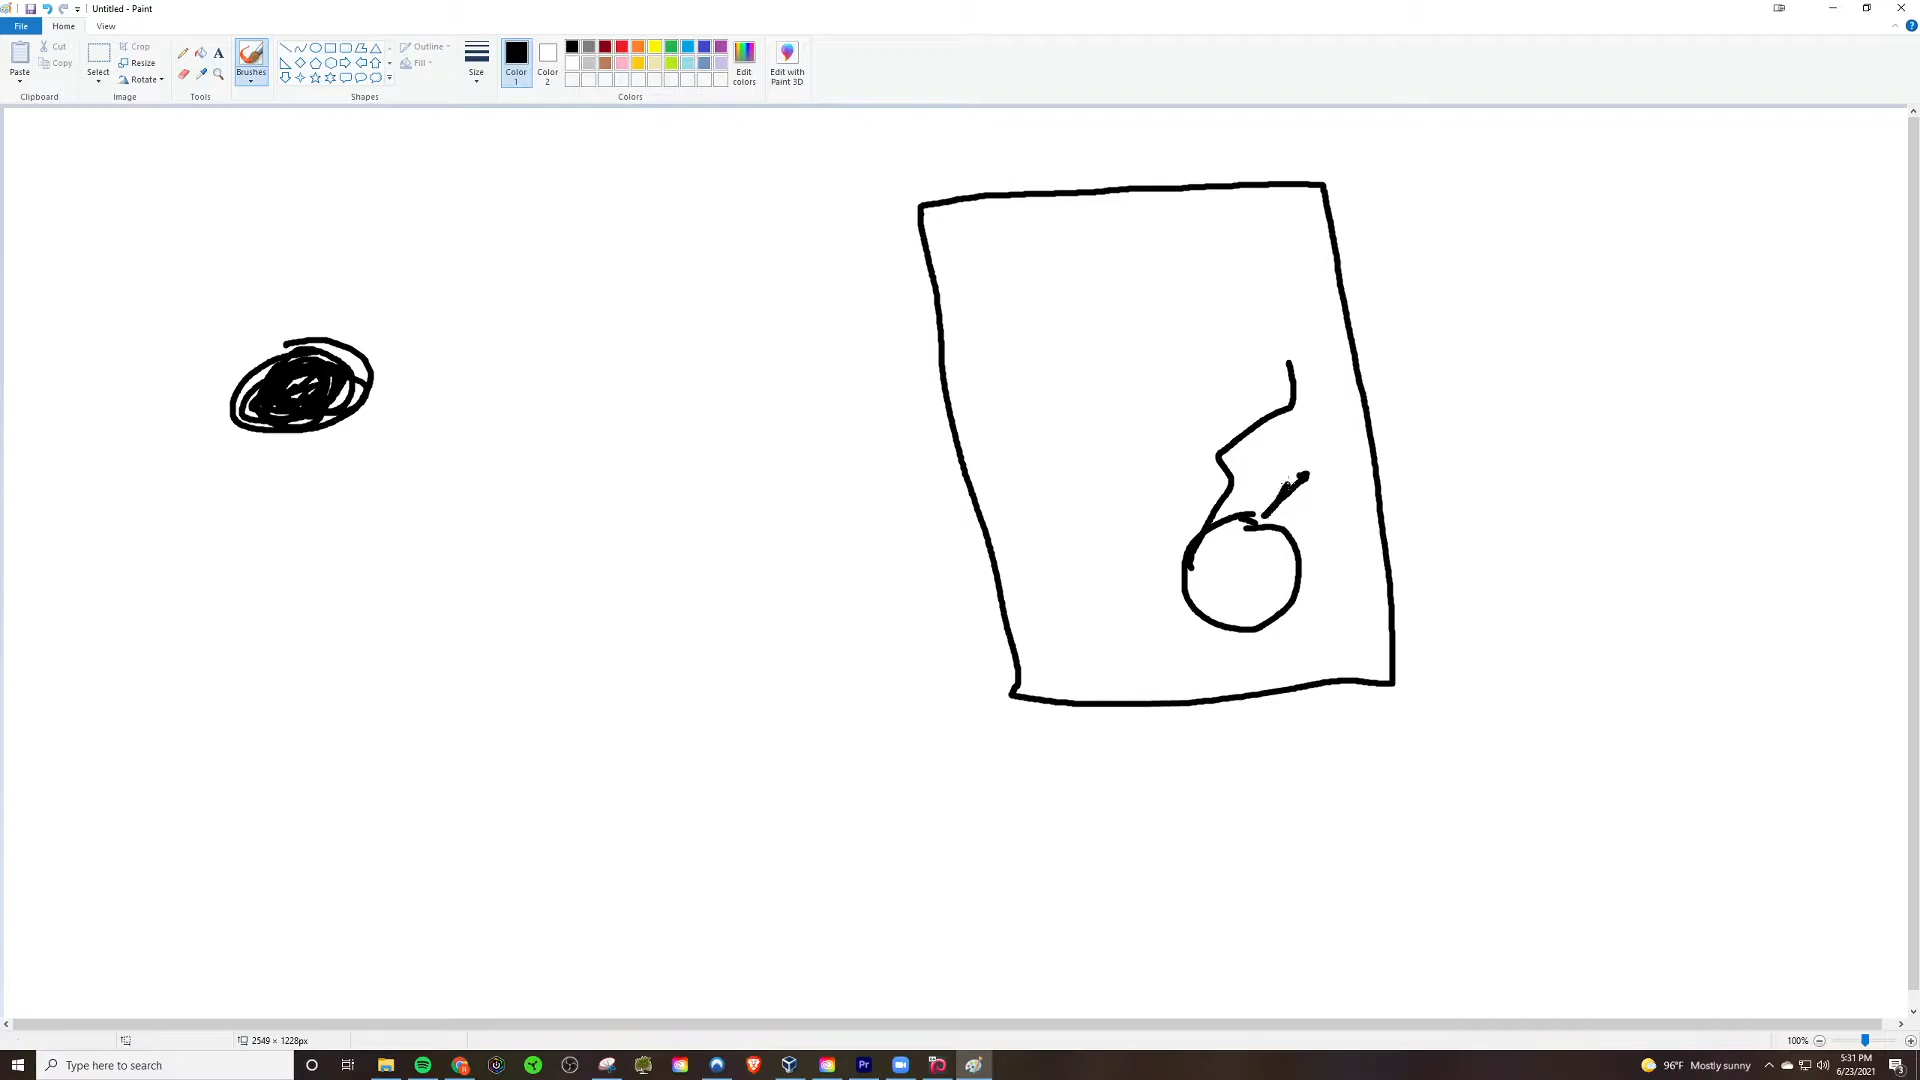 Untitled - Paint
File
Home
View
Paste
Cut
Copy
Clipboard
Select
Crop
Resize
Rotate
Image
A
Tools
Brushes
Outline
Fill
Shapes
Size
Color
1
Color
2
Colors
Edit
colors
Edit with
Paint 3D
2549 × 1228px
100%
Type here to search
Pr
96°F Mostly sunny
5:31 PM
6/23/2021
3